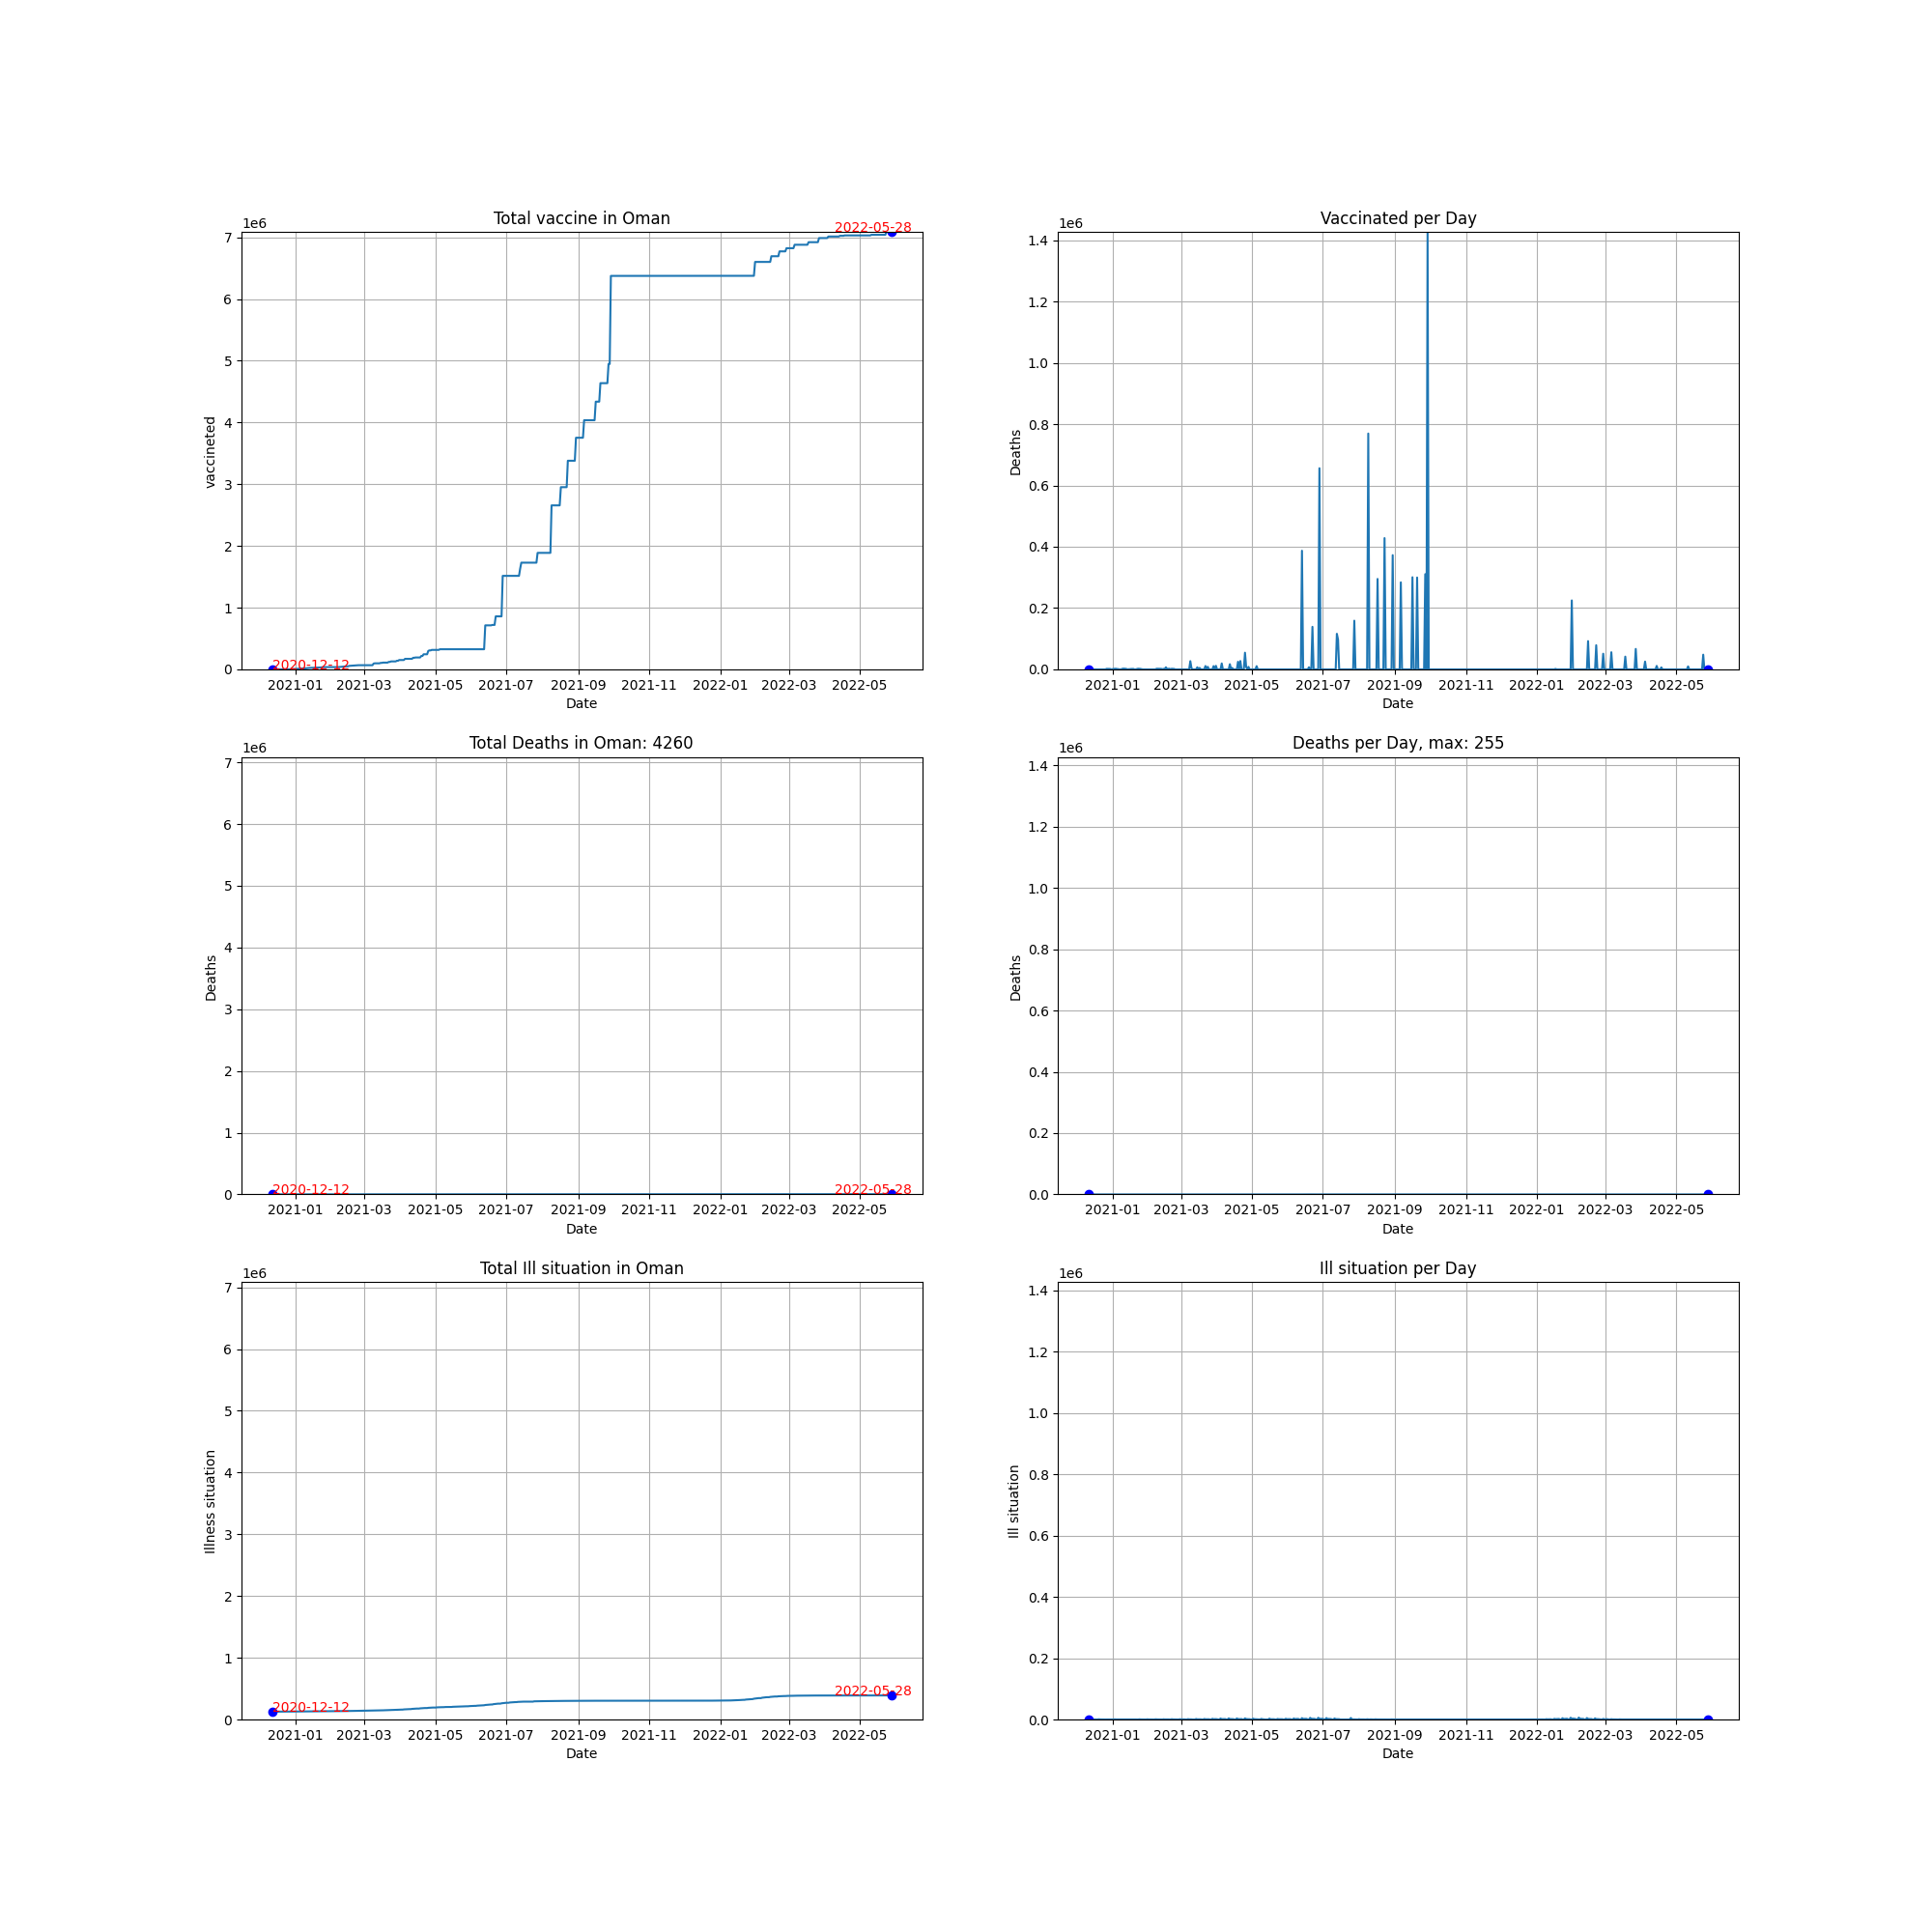 Total vaccine in Oman
1e6
2022-05-28
7
6
5
4
3
2
1
0
vaccineted
2020-12-12
2021-01 2021-03 2021-05 2021-07 2021-09 2021-11 2022-01 2022-03 2022-05
Date
Vaccinated per Day
1e6
1.4
1.2
1.0
0.8
0.6
0.4
0.2
0.0
Deaths
2021-01 2021-03 2021-05 2021-07 2021-09 2021-11 2022-01 2022-03 2022-05
Date
Total Deaths in Oman: 4260
1e6
7
6
5
4
3
2
1
0
Deaths
2020-12-12
2022-05-28
2021-01 2021-03 2021-05 2021-07 2021-09 2021-11 2022-01 2022-03 2022-05
Date
Deaths per Day, max: 255
1e6
1.4
1.2
1.0
0.8
0.6
0.4
0.2
0.0
Deaths
2021-01 2021-03 2021-05 2021-07 2021-09 2021-11 2022-01 2022-03 2022-05
Date
Total Ill situation in Oman
1e6
7
6
5
4
3
2
1
0
Illness situation
2020-12-12
2022-05-28
2021-01 2021-03 2021-05 2021-07 2021-09 2021-11 2022-01 2022-03 2022-05
Date
Ill situation per Day
1e6
1.4
1.2
1.0
0.8
0.6
0.4
0.2
0.0
Ill situation
2021-01 2021-03 2021-05 2021-07 2021-09 2021-11 2022-01 2022-03 2022-05
Date